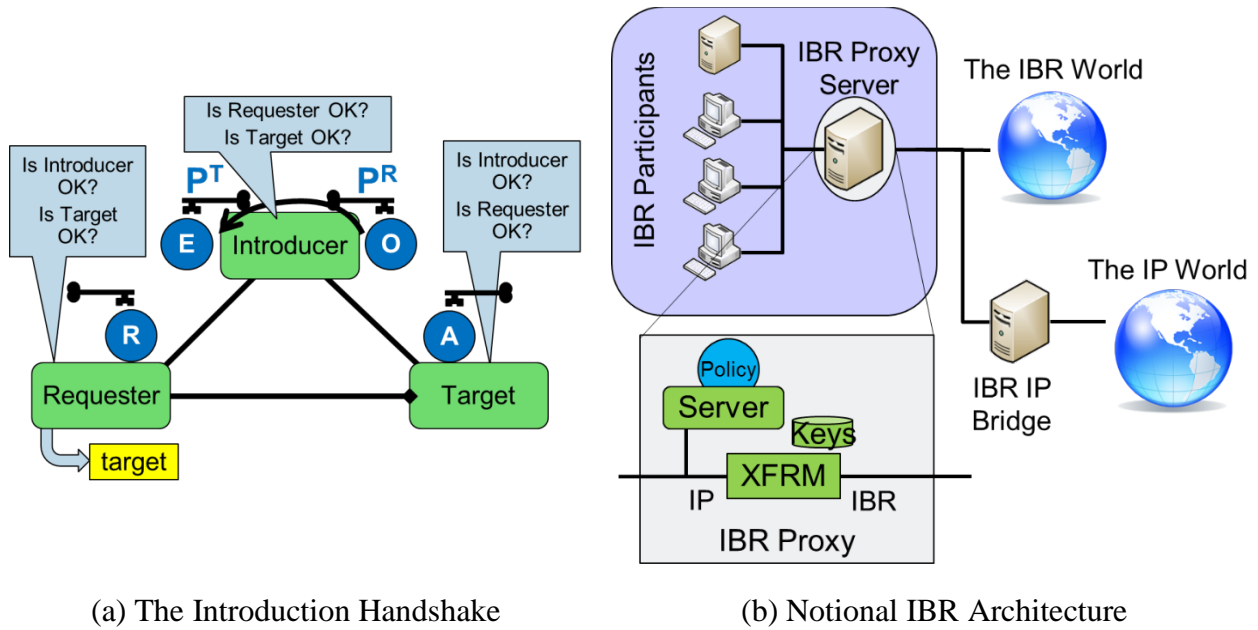 Is Requester OK?
Is Target OK?
Is Introducer
OK?
Is Target
OK?
Is Introducer
OK?
Is Requester
OK?
P^T
P^R
E
Introducer
O
R
A
Requester
Target
target
(a) The Introduction Handshake
IBR Participants
IBR Proxy
Server
The IBR World
The IP World
IBR IP
Bridge
Policy
Server
Keys
XFRM
IP
IBR
IBR Proxy
(b) Notional IBR Architecture